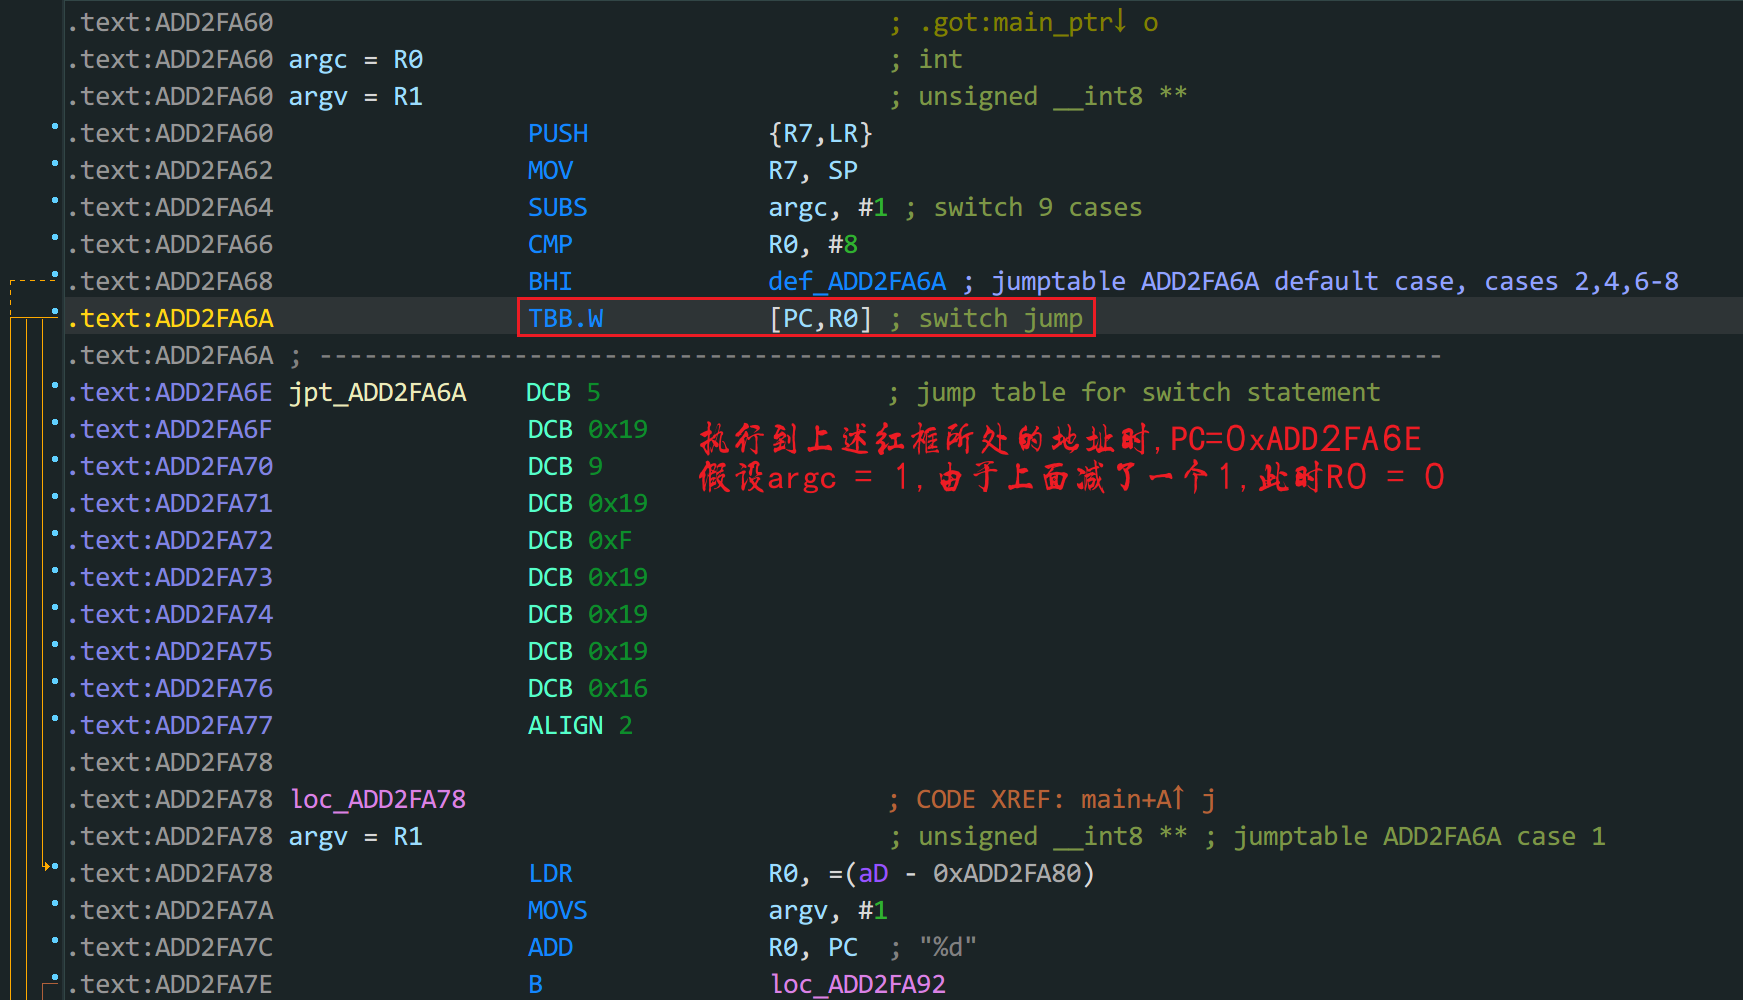 .text:ADD2FA60 ; .got:main_ptr↓ o
.text:ADD2FA60 argc = R0 ; int
.text:ADD2FA60 argv = R1 ; unsigned __int8 **
.text:ADD2FA60 PUSH {R7,LR}
.text:ADD2FA62 MOV R7, SP
.text:ADD2FA64 SUBS argc, #1 ; switch 9 cases
.text:ADD2FA66 CMP R0, #8
.text:ADD2FA68 BHI def_ADD2FA6A ; jumptable ADD2FA6A default case, cases 2,4,6-8
.text:ADD2FA6A TBB.W [PC,R0] ; switch jump
.text:ADD2FA6A ; ---------------------------------------------------------------------------
.text:ADD2FA6E jpt_ADD2FA6A DCB 5 ; jump table for switch statement
.text:ADD2FA6F DCB 0x19
执行到上述红框所处的地址时,PC=0xADD2FA6E
.text:ADD2FA70 DCB 9
假设argc = 1,由于上面减了一个1,此时R0 = 0
.text:ADD2FA71 DCB 0x19
.text:ADD2FA72 DCB 0xF
.text:ADD2FA73 DCB 0x19
.text:ADD2FA74 DCB 0x19
.text:ADD2FA75 DCB 0x19
.text:ADD2FA76 DCB 0x16
.text:ADD2FA77 ALIGN 2
.text:ADD2FA78
.text:ADD2FA78 loc_ADD2FA78 ; CODE XREF: main+A↑ j
.text:ADD2FA78 argv = R1 ; unsigned __int8 ** ; jumptable ADD2FA6A case 1
.text:ADD2FA78 LDR R0, =(aD - 0xADD2FA80)
.text:ADD2FA7A MOVS argv, #1
.text:ADD2FA7C ADD R0, PC ; "%d"
.text:ADD2FA7E B loc_ADD2FA92